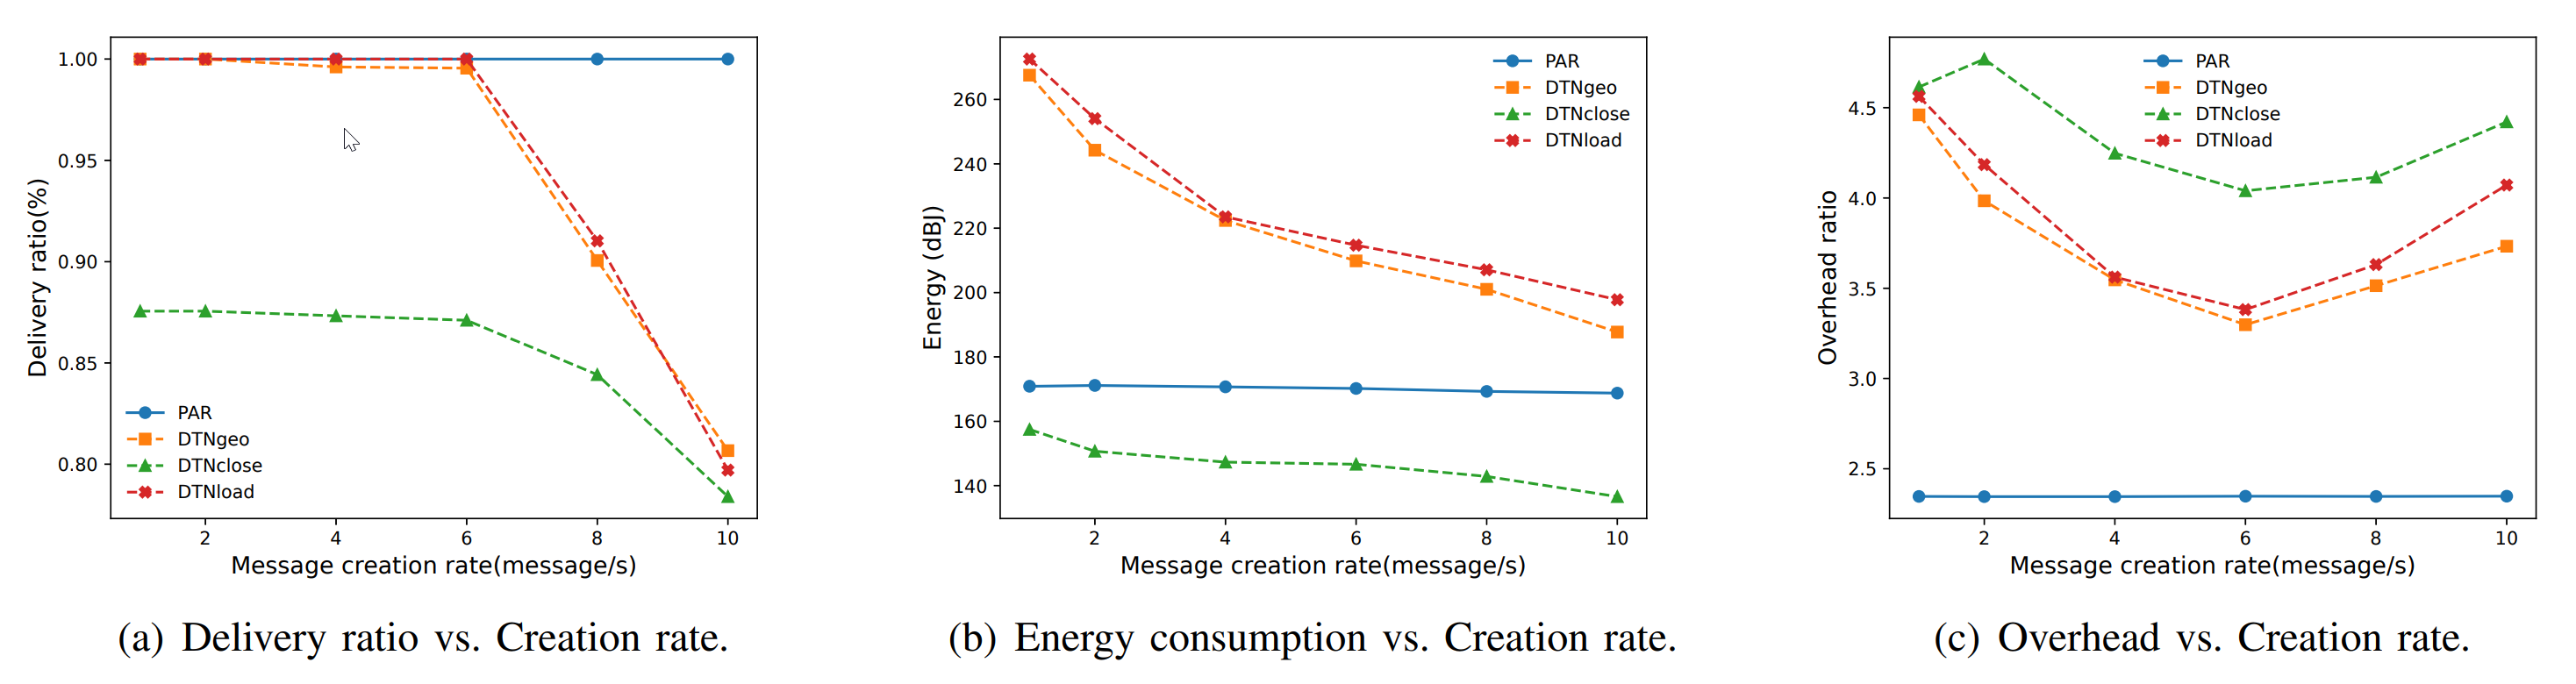 1.00
0.95
0.90
0.85
0.80
Delivery ratio(%)
PAR
DTNgeo
DTNclose
DTNload
2 4 6 8 10
Message creation rate(message/s)
(a) Delivery ratio vs. Creation rate.
260
240
220
200
180
160
140
Energy (dBJ)
PAR
DTNgeo
DTNclose
DTNload
2 4 6 8 10
Message creation rate(message/s)
(b) Energy consumption vs. Creation rate.
4.5
4.0
3.5
3.0
2.5
Overhead ratio
PAR
DTNgeo
DTNclose
DTNload
2 4 6 8 10
Message creation rate(message/s)
(c) Overhead vs. Creation rate.